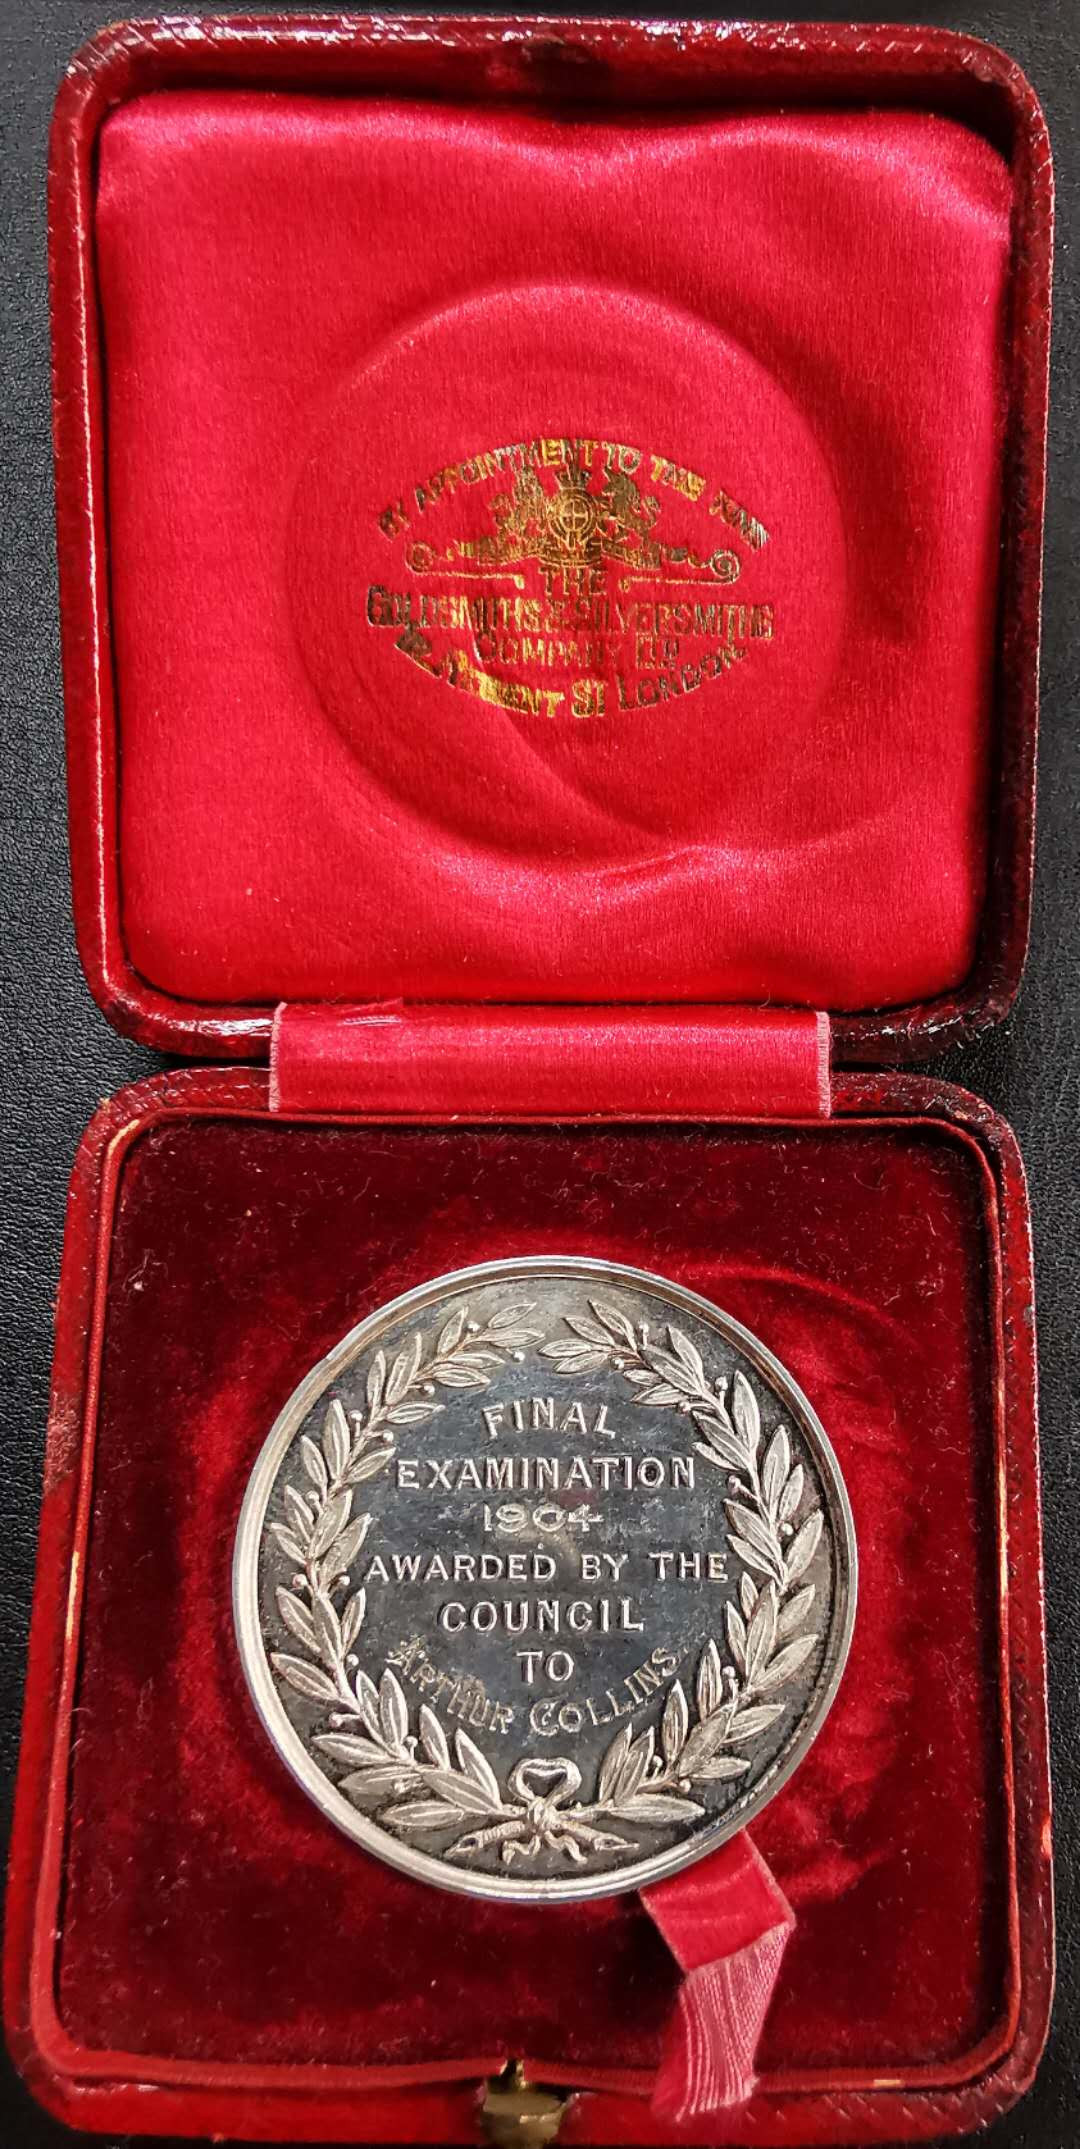 BY APPOINTMENT TO THE KING
THE
GOLDSMITHS & SILVERSMITHS
COMPANY LTD
112, REGENT ST LONDON.
FINAL
EXAMINATION
1904
AWARDED BY THE
COUNCIL
TO
ARTHUR COLLINS.